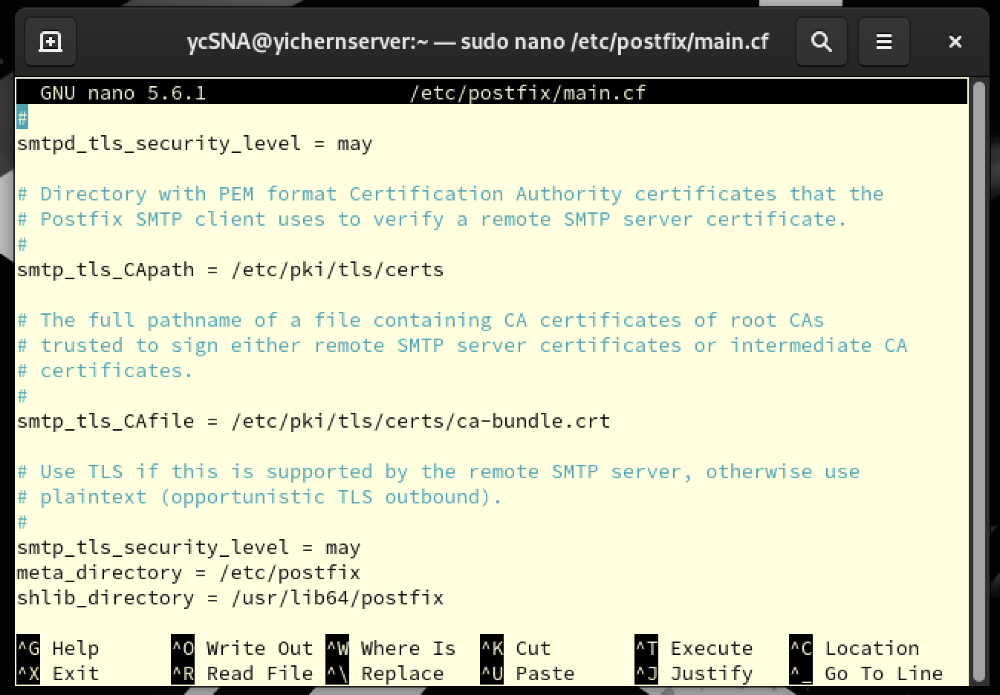 ycSNA@yichernserver:~ — sudo nano /etc/postfix/main.cf
GNU nano 5.6.1 /etc/postfix/main.cf
#
smtpd_tls_security_level = may
# Directory with PEM format Certification Authority certificates that the
# Postfix SMTP client uses to verify a remote SMTP server certificate.
#
smtp_tls_CApath = /etc/pki/tls/certs
# The full pathname of a file containing CA certificates of root CAs
# trusted to sign either remote SMTP server certificates or intermediate CA
# certificates.
#
smtp_tls_CAfile = /etc/pki/tls/certs/ca-bundle.crt
# Use TLS if this is supported by the remote SMTP server, otherwise use
# plaintext (opportunistic TLS outbound).
#
smtp_tls_security_level = may
meta_directory = /etc/postfix
shlib_directory = /usr/lib64/postfix
^G Help ^O Write Out ^W Where Is ^K Cut ^T Execute ^C Location
^X Exit ^R Read File ^\ Replace ^U Paste ^J Justify ^_ Go To Line